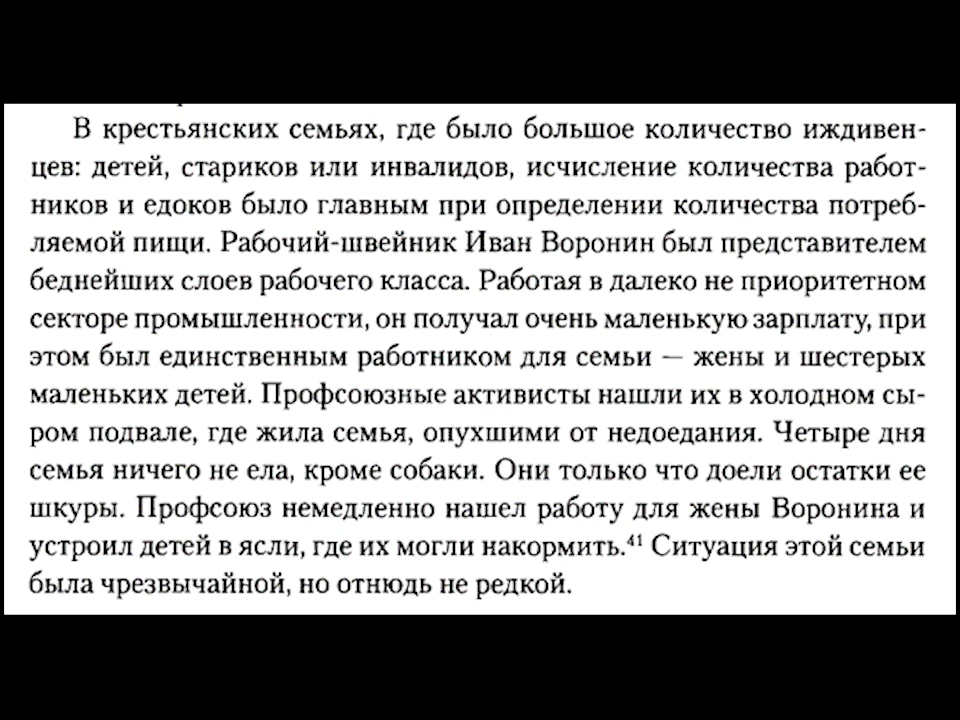 В крестьянских семьях, где было большое количество иждивен-
цев: детей, стариков или инвалидов, исчисление количества работ-
ников и едоков было главным при определении количества потреб-
ляемой пищи. Рабочий-швейник Иван Воронин был представителем
беднейших слоев рабочего класса. Работая в далеко не приоритетном
секторе промышленности, он получал очень маленькую зарплату, при
этом был единственным работником для семьи — жены и шестерых
маленьких детей. Профсоюзные активисты нашли их в холодном сы-
ром подвале, где жила семья, опухшими от недоедания. Четыре дня
семья ничего не ела, кроме собаки. Они только что доели остатки ее
шкуры. Профсоюз немедленно нашел работу для жены Воронина и
устроил детей в ясли, где их могли накормить.⁴¹ Ситуация этой семьи
была чрезвычайной, но отнюдь не редкой.